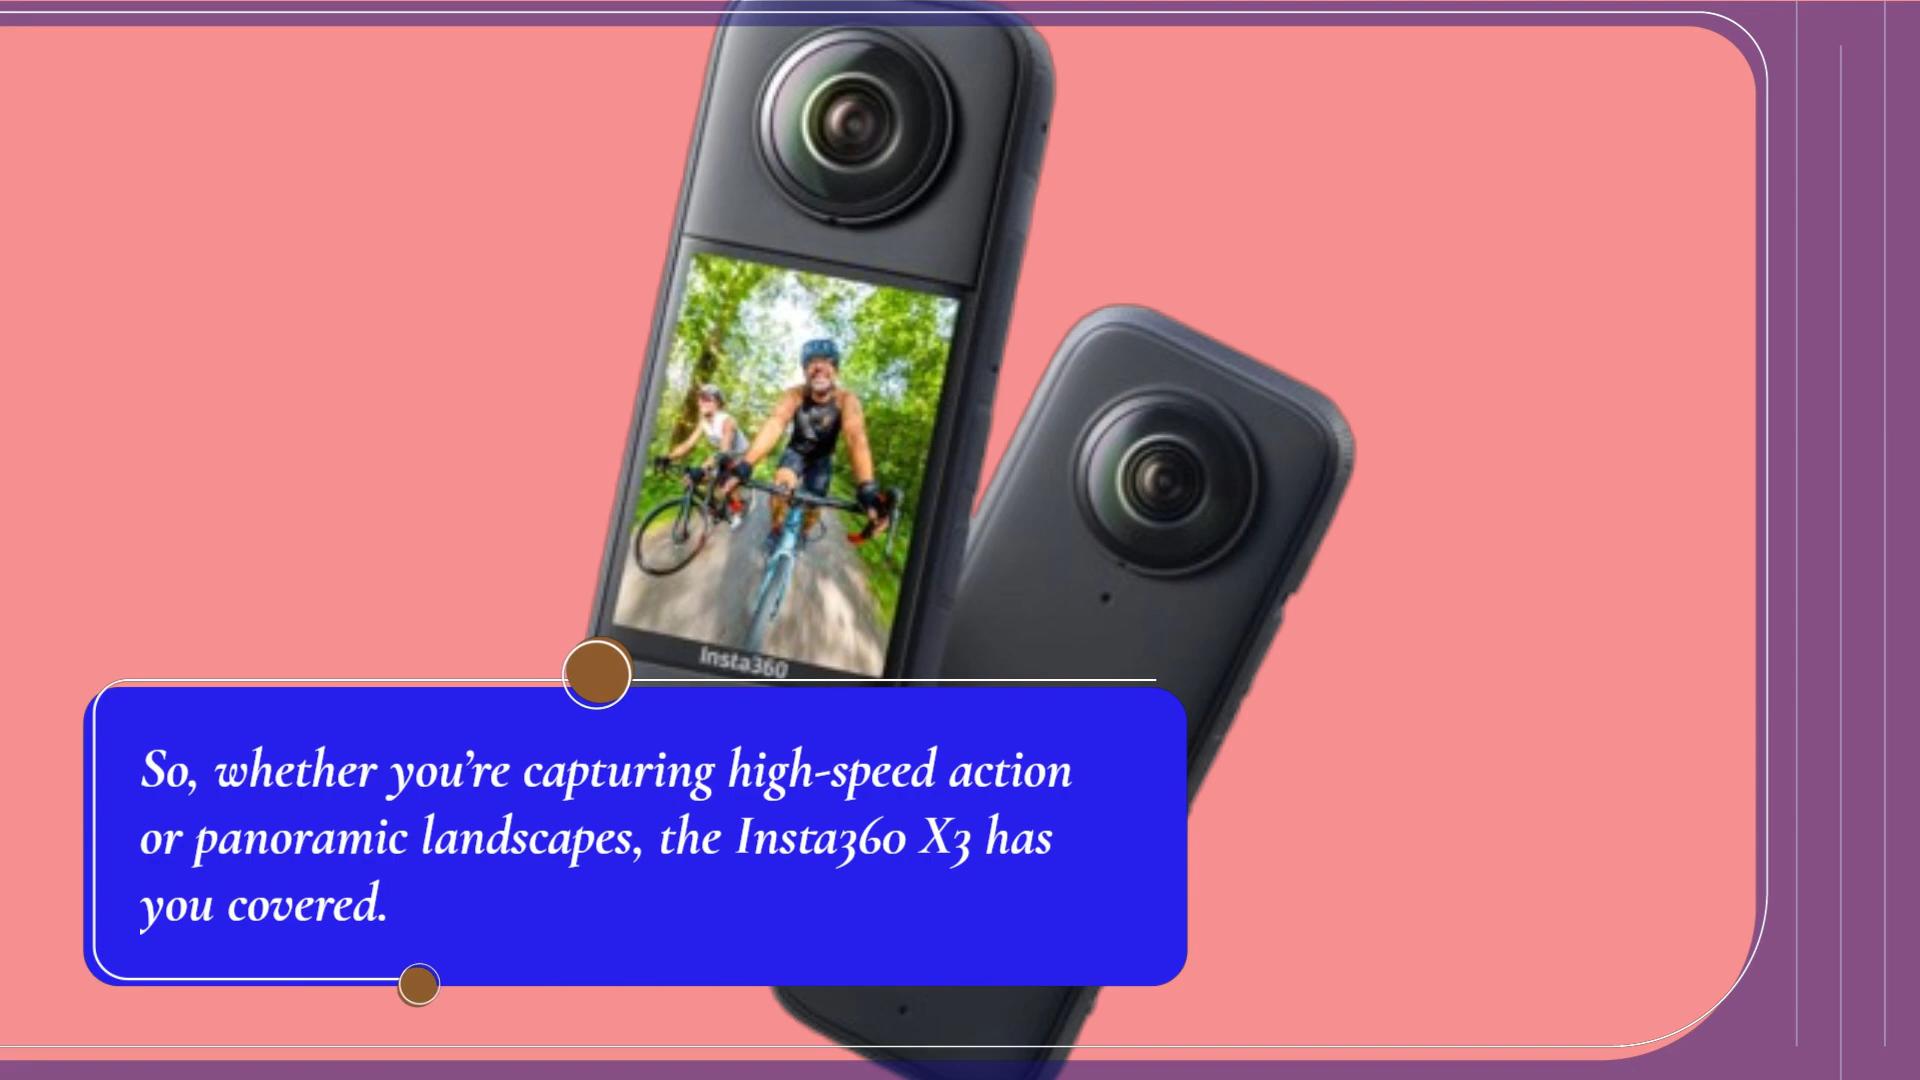 Insta360
So, whether you're capturing high-speed action
or panoramic landscapes, the Insta360 X3 has
you covered.